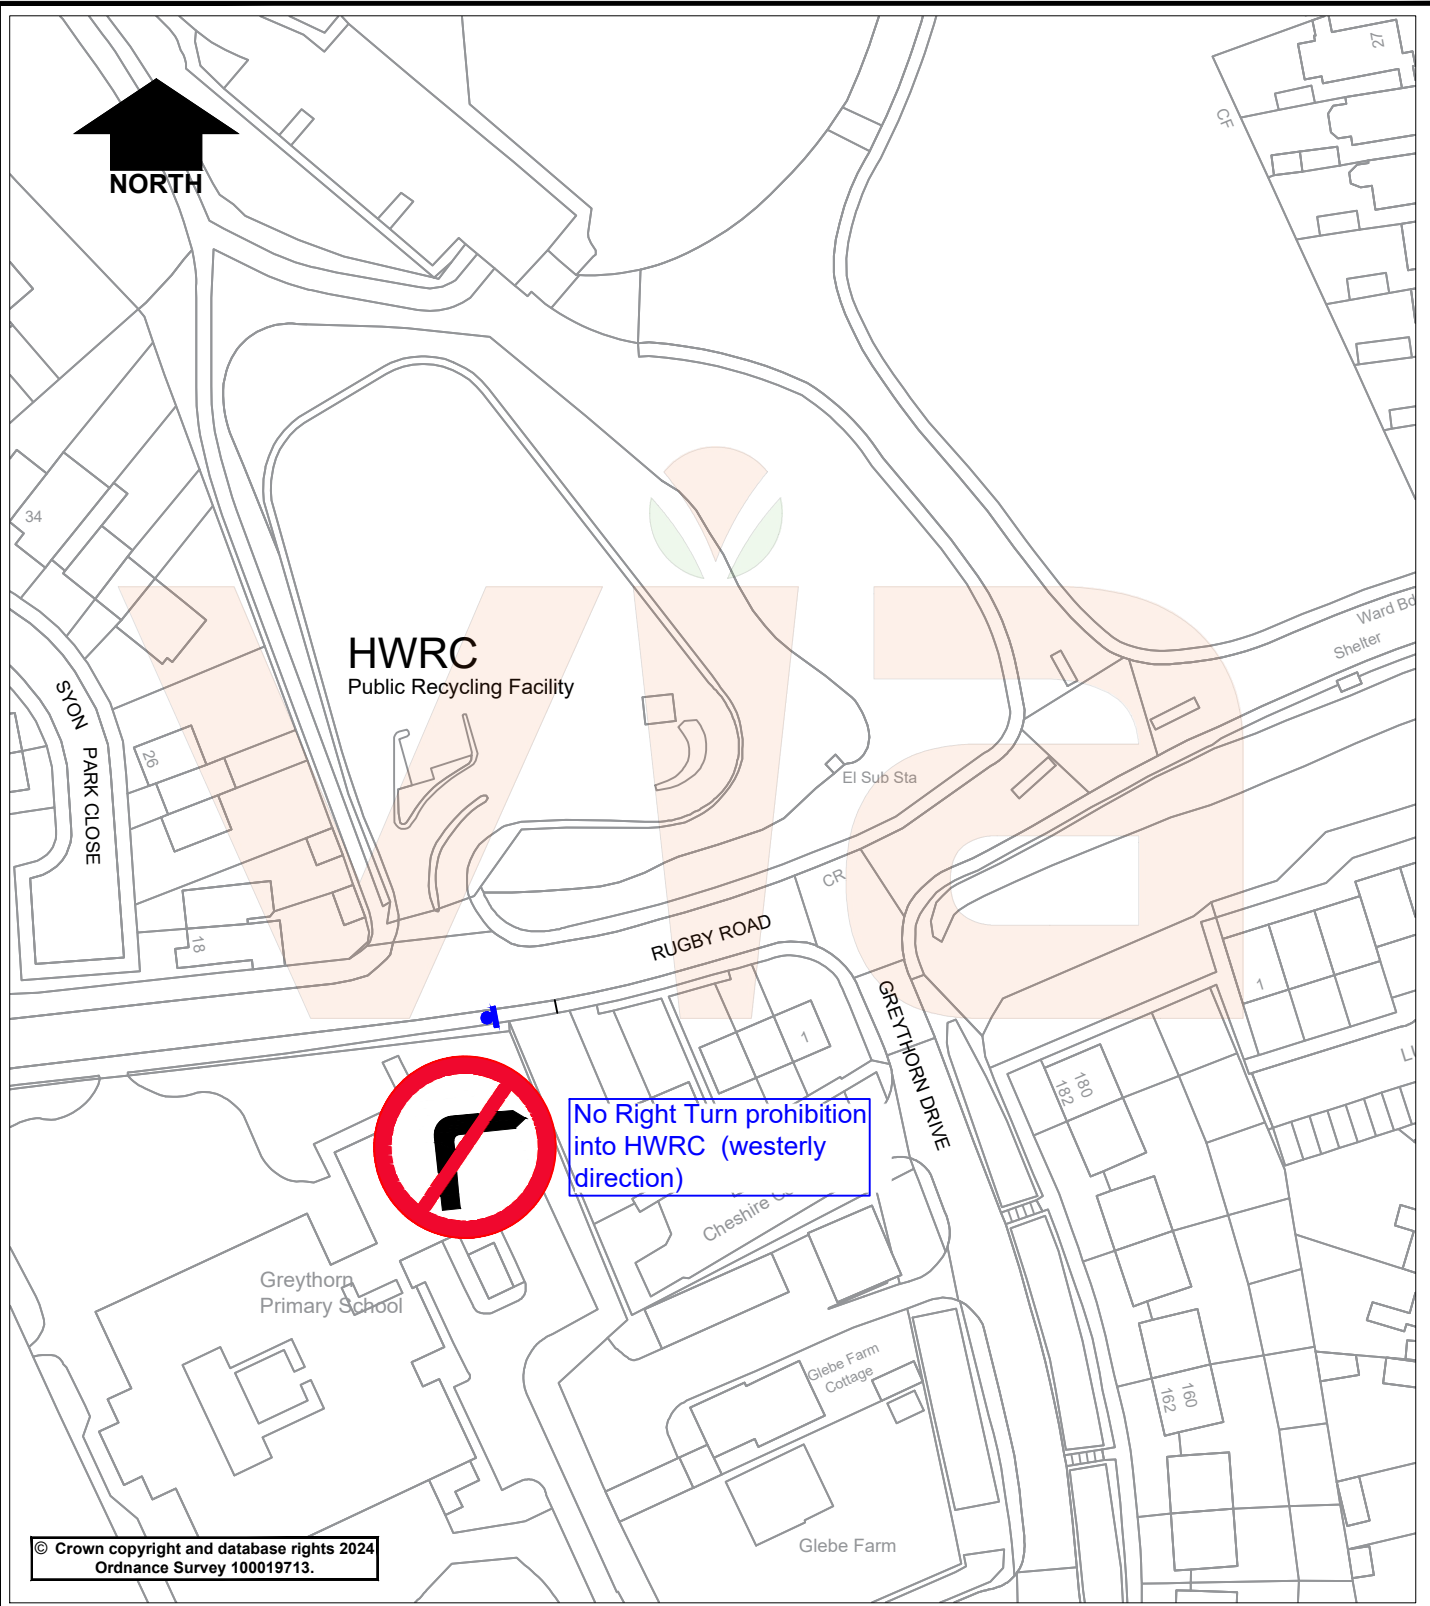 27
CF
NORTH
34
Ward Bd
Shelter
HWRC
Public Recycling Facility
SYON PARK CLOSE
26
El Sub Sta
CR
RUGBY ROAD
18
GREYTHORN DRIVE
1
1
180
182
No Right Turn prohibition
into HWRC (westerly
direction)
Cheshire
Greythorn
Primary School
Glebe Farm
Cottage
160
162
Glebe Farm
© Crown copyright and database rights 2024
Ordnance Survey 100019713.
via